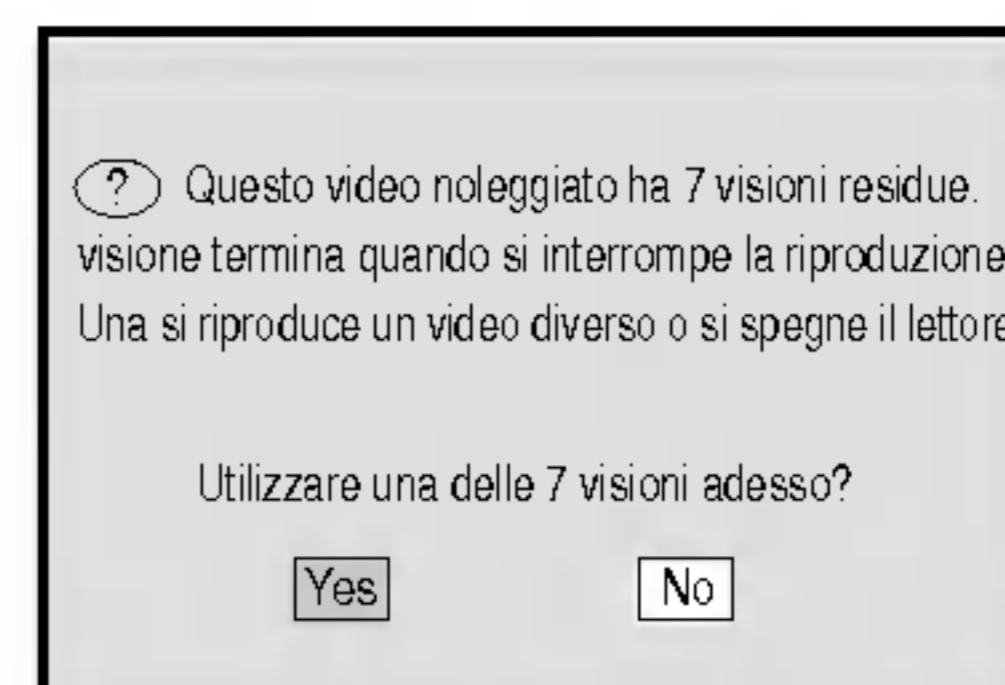 ? Questo video noleggiato ha 7 visioni residue.
visione termina quando si interrompe la riproduzione
Una si riproduce un video diverso o si spegne il lettore
Utilizzare una delle 7 visioni adesso?
Yes No